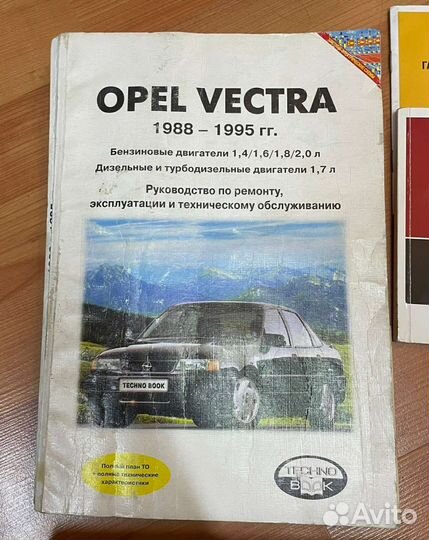 OPEL VECTRA
1988 – 1995 гг.
Бензиновые двигатели 1,4/1,6/1,8/2,0 л
Дизельные и турбодизельные двигатели 1,7 л
Руководство по ремонту,
эксплуатации и техническому обслуживанию
TECHNO BOOK
Полный план ТО
+ полные технические
характеристики
TECHNO
BOOK
Avito